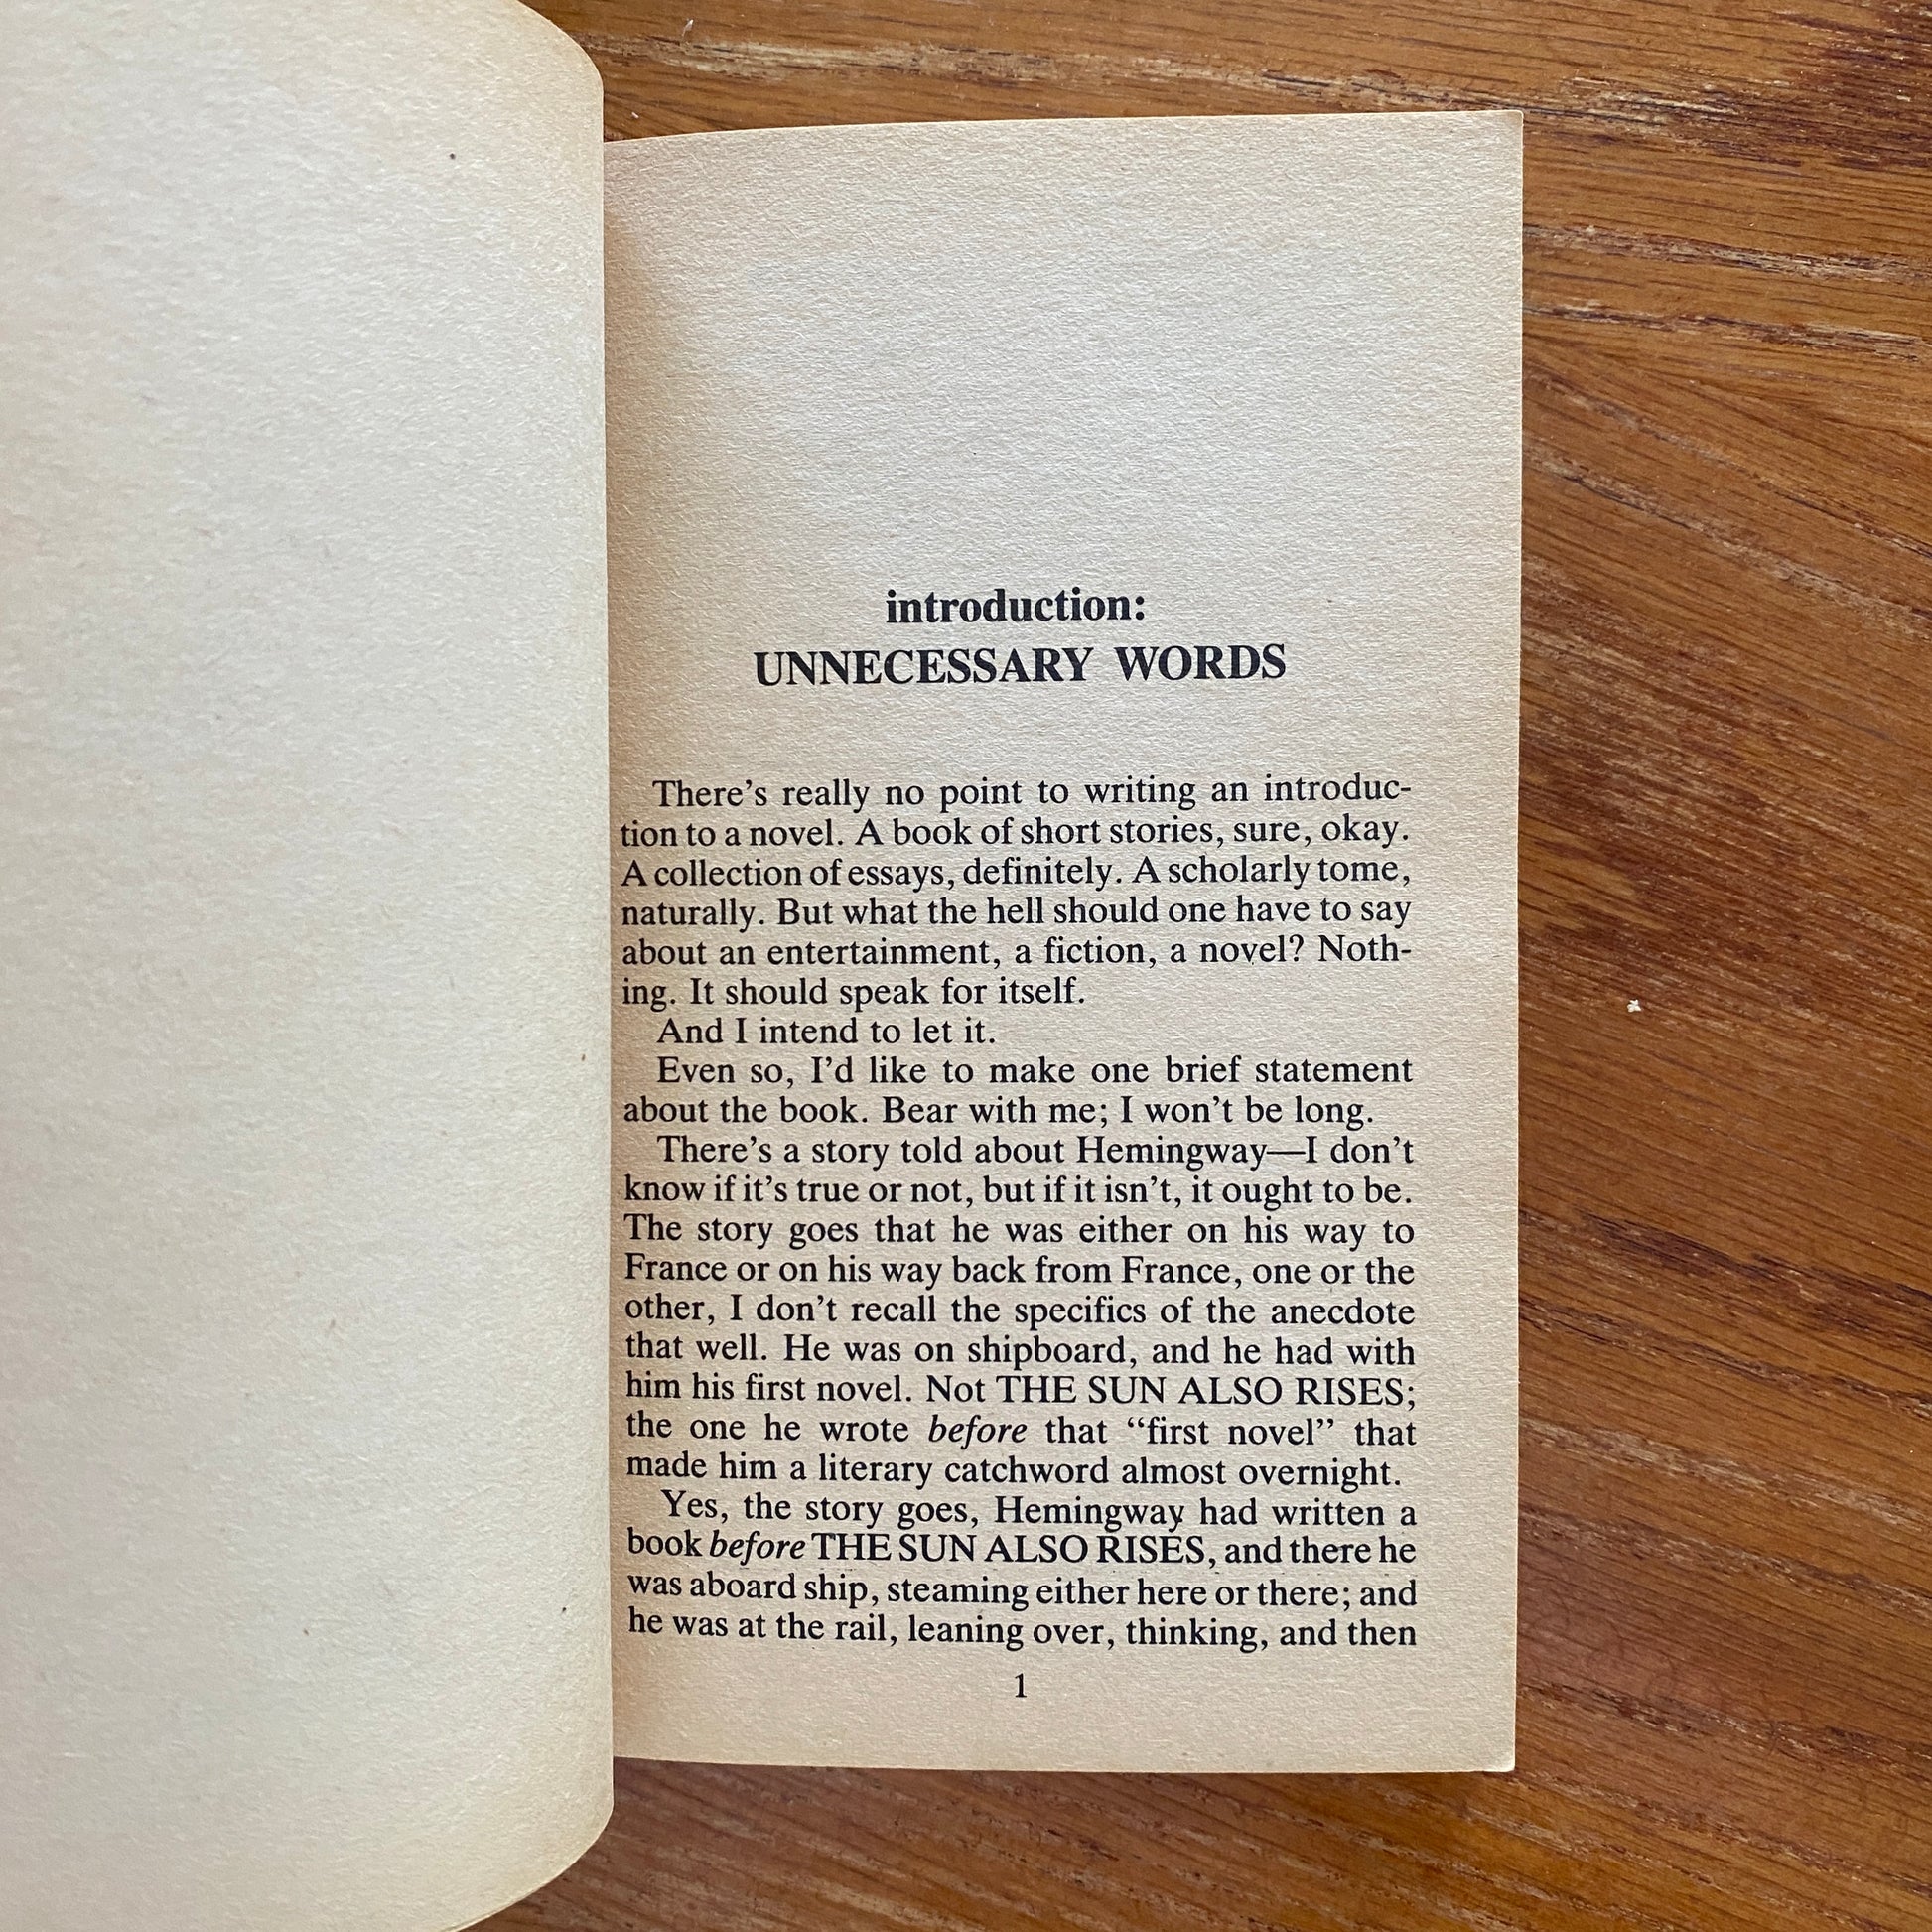 introduction:
UNNECESSARY WORDS
There’s really no point to writing an introduc-
tion to a novel. A book of short stories, sure, okay.
A collection of essays, definitely. A scholarly tome,
naturally. But what the hell should one have to say
about an entertainment, a fiction, a novel? Noth-
ing. It should speak for itself.
And I intend to let it.
Even so, I’d like to make one brief statement
about the book. Bear with me; I won’t be long.
There’s a story told about Hemingway—I don’t
know if it’s true or not, but if it isn’t, it ought to be.
The story goes that he was either on his way to
France or on his way back from France, one or the
other, I don’t recall the specifics of the anecdote
that well. He was on shipboard, and he had with
him his first novel. Not THE SUN ALSO RISES;
the one he wrote before that “first novel” that
made him a literary catchword almost overnight.
Yes, the story goes, Hemingway had written a
book before THE SUN ALSO RISES, and there he
was aboard ship, steaming either here or there; and
he was at the rail, leaning over, thinking, and then
1